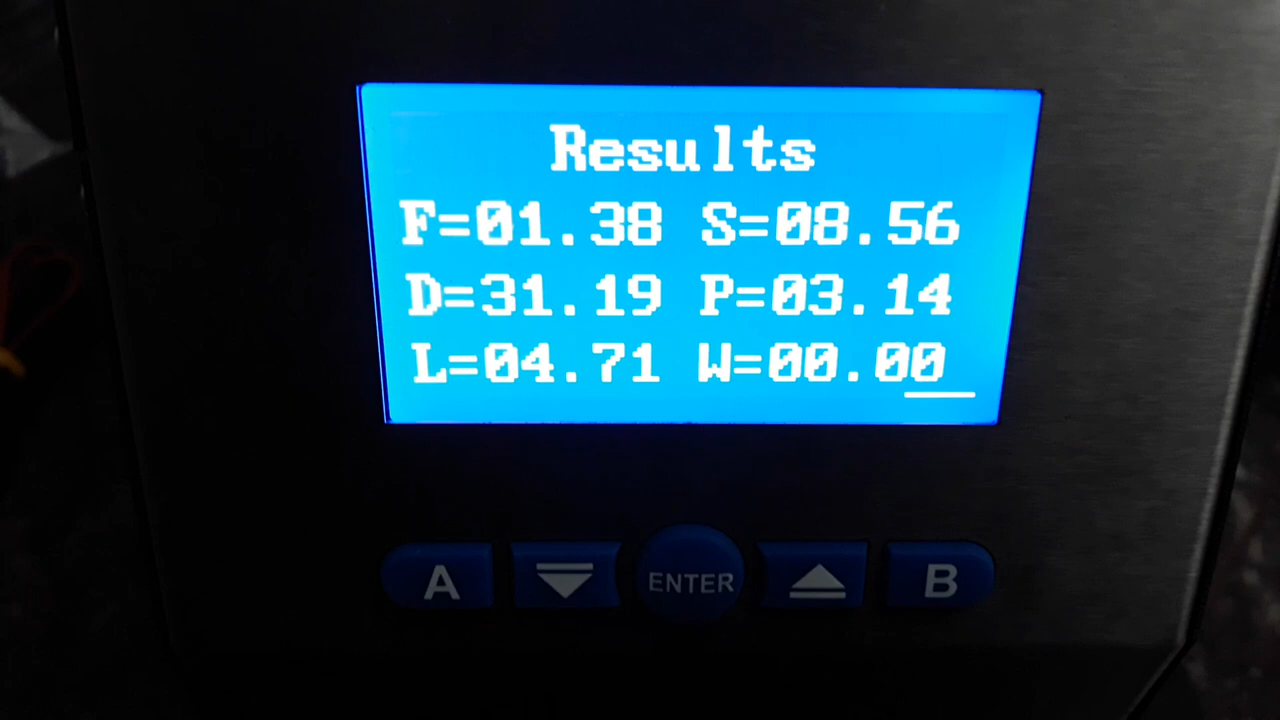 Results
F=01.38 S=08.56
D=31.19 P=03.14
L=04.71 W=00.00
A ENTER B